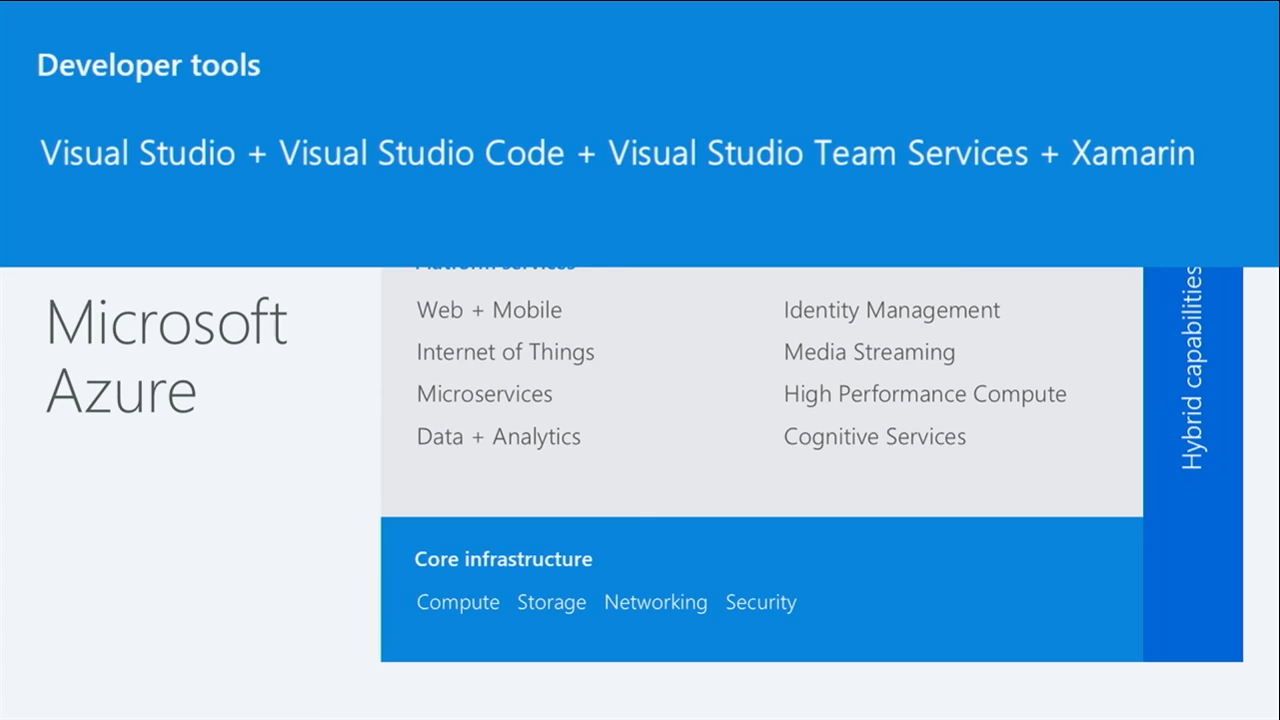 Developer tools
Visual Studio + Visual Studio Code + Visual Studio Team Services + Xamarin
Microsoft
Azure
Platform services
Web + Mobile
Internet of Things
Microservices
Data + Analytics
Identity Management
Media Streaming
High Performance Compute
Cognitive Services
Hybrid capabilities
Core infrastructure
Compute Storage Networking Security